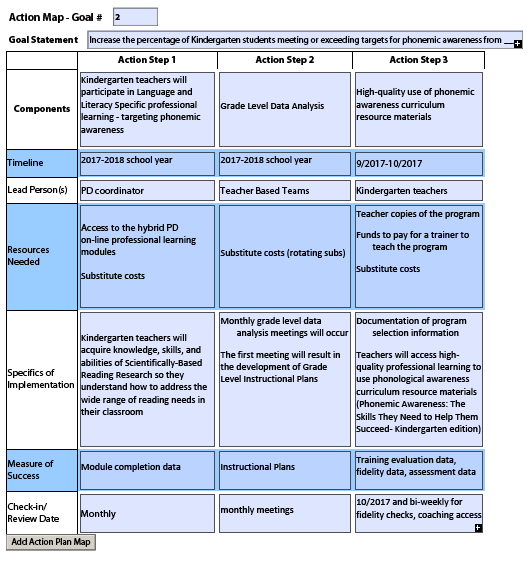 Action Map - Goal # 2
Goal Statement Increase the percentage of Kindergarten students meeting or exceeding targets for phonemic awareness from __
Action Step 1 Action Step 2 Action Step 3
Components
Kindergarten teachers will
participate in Language and
Literacy Specific professional
learning - targeting phonemic
awareness
Grade Level Data Analysis
High-quality use of phonemic
awareness curriculum
resource materials
Timeline
2017-2018 school year
2017-2018 school year
9/2017-10/2017
Lead Person(s)
PD coordinator
Teacher Based Teams
Kindergarten teachers
Resources
Needed
Access to the hybrid PD
on-line professional learning
modules
Substitute costs
Substitute costs (rotating subs)
Teacher copies of the program
Funds to pay for a trainer to
teach the program
Substitute costs
Specifics of
Implementation
Kindergarten teachers will
acquire knowledge, skills, and
abilities of Scientifically-Based
Reading Research so they
understand how to address the
wide range of reading needs in
their classroom
Monthly grade level data
analysis meetings will occur
The first meeting will result in
the development of Grade
Level Instructional Plans
Documentation of program
selection information
Teachers will access high-
quality professional learning to
use phonological awareness
curriculum resource materials
(Phonemic Awareness: The
Skills They Need to Help Them
Succeed- Kindergarten edition)
Measure of
Success
Module completion data
Instructional Plans
Training evaluation data,
fidelity data, assessment data
Check-in/
Review Date
Monthly
monthly meetings
10/2017 and bi-weekly for
fidelity checks, coaching access
Add Action Plan Map